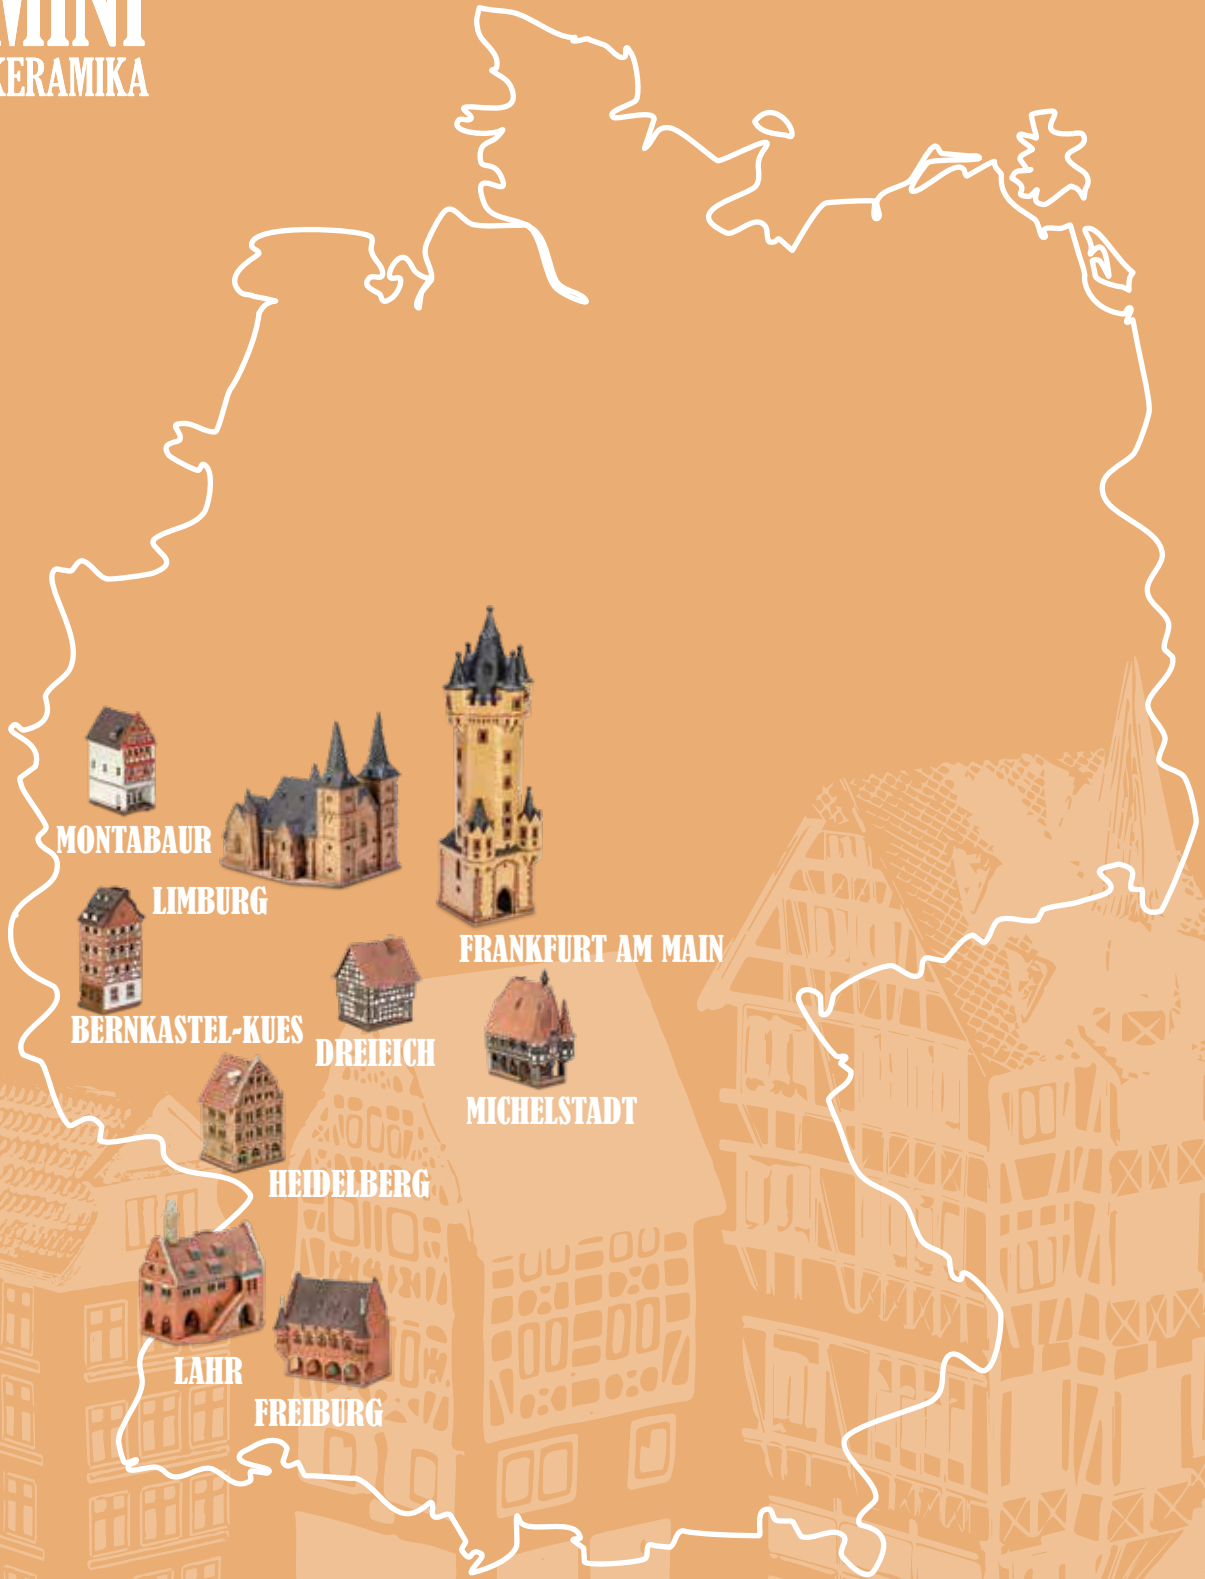 MINI
KERAMIKA
MONTABAUR
LIMBURG
FRANKFURT AM MAIN
BERNKASTEL-KUES
DREIEICH
MICHELSTADT
HEIDELBERG
LAHR
FREIBURG